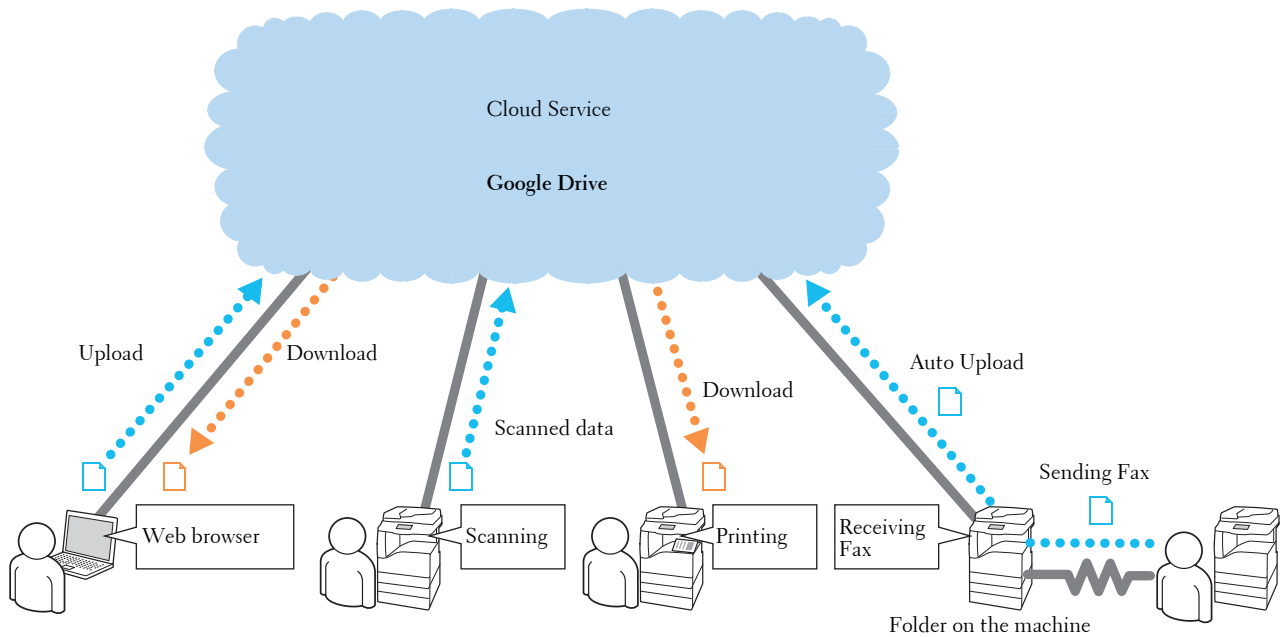 Cloud Service
Google Drive
Upload
Download
Scanned data
Download
Auto Upload
Sending Fax
Web browser
Scanning
Printing
Receiving
Fax
Folder on the machine